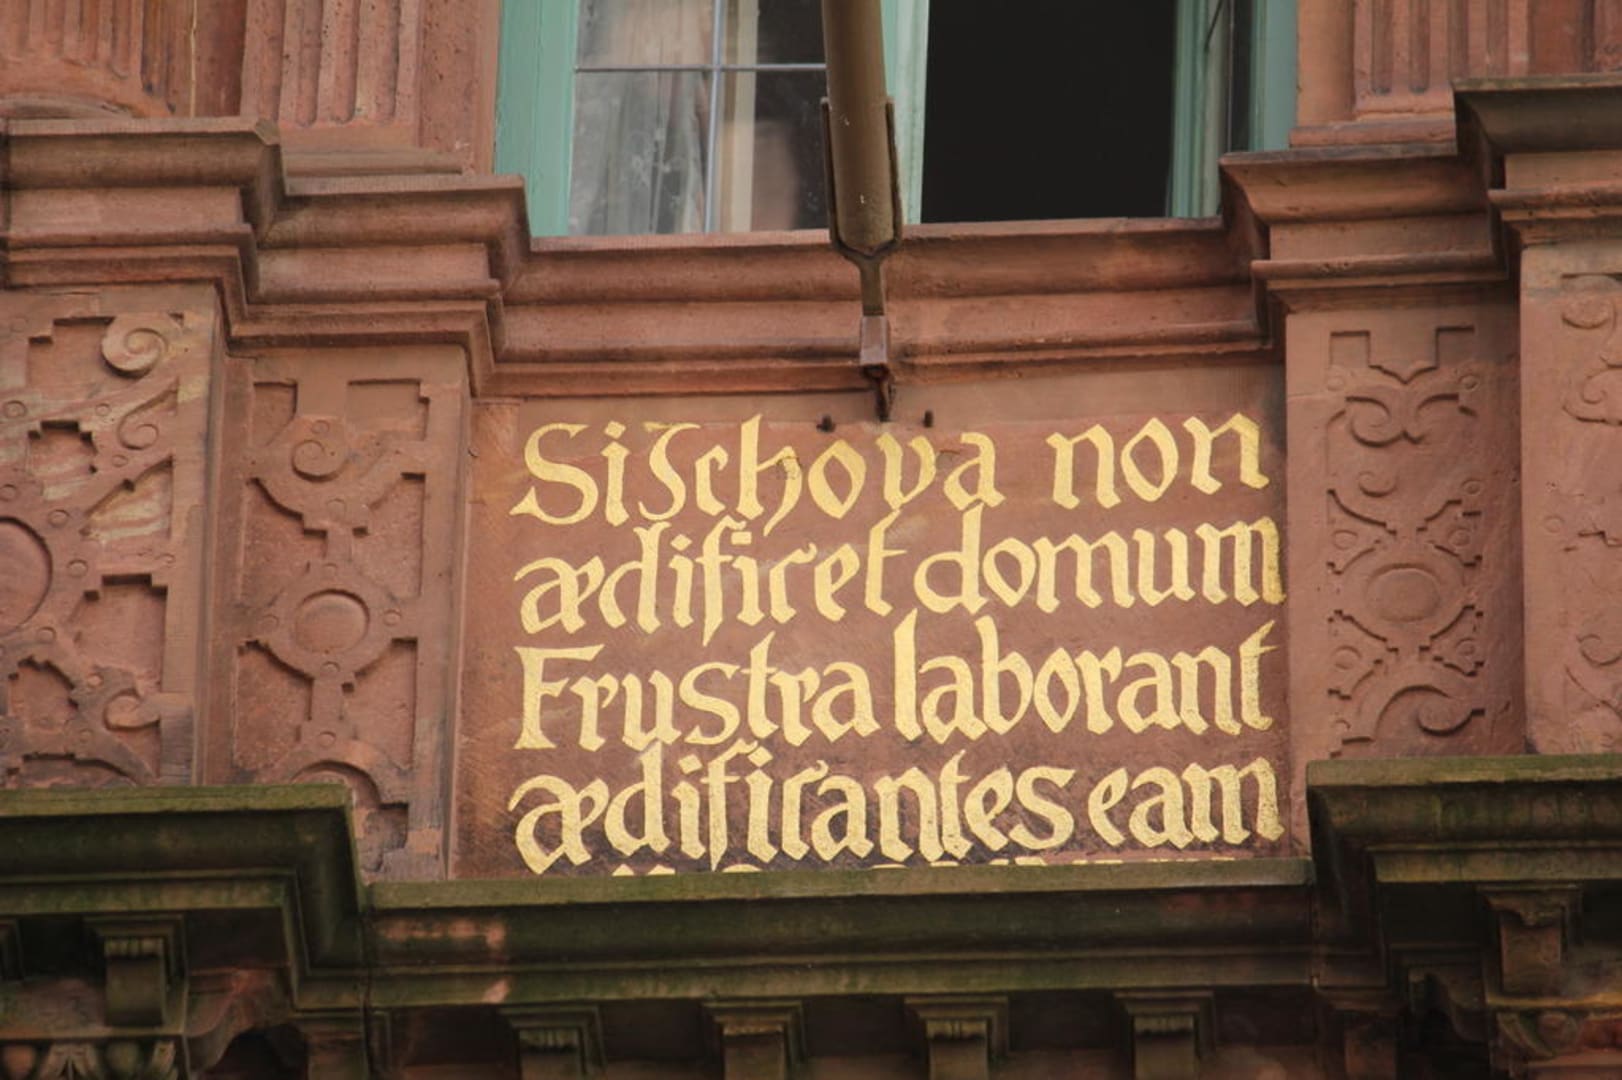 Si Jehova non
ædificet domum
Frustra laborant
ædificantes eam